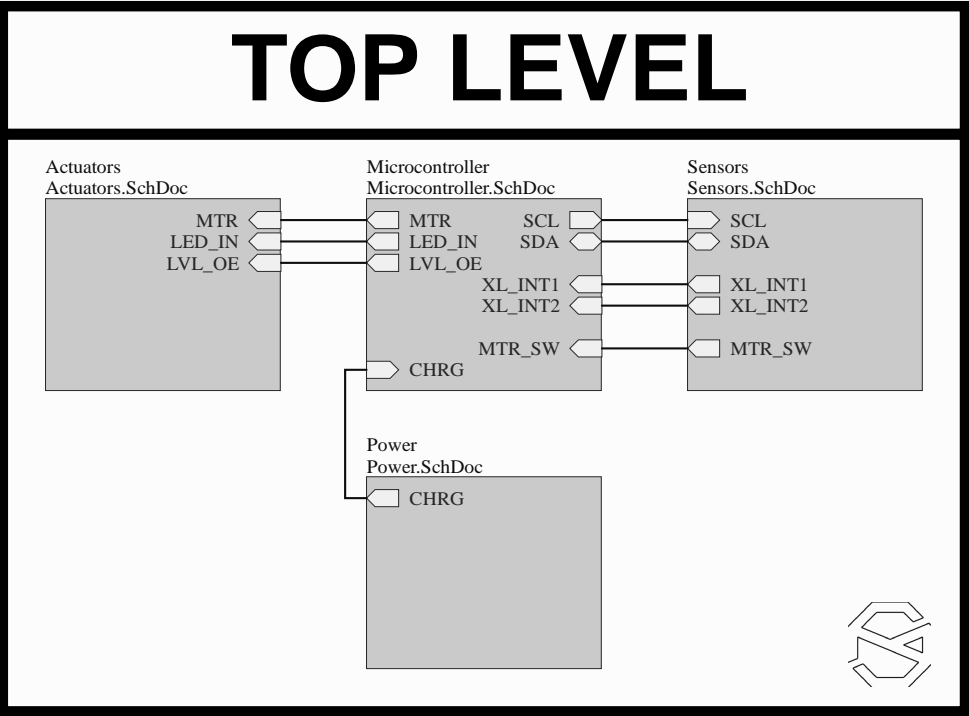 TOP LEVEL
Actuators
Actuators.SchDoc
MTR
LED_IN
LVL_OE
Microcontroller
Microcontroller.SchDoc
MTR
LED_IN
LVL_OE
SCL
SDA
XL_INT1
XL_INT2
MTR_SW
CHRG
Sensors
Sensors.SchDoc
SCL
SDA
XL_INT1
XL_INT2
MTR_SW
Power
Power.SchDoc
CHRG